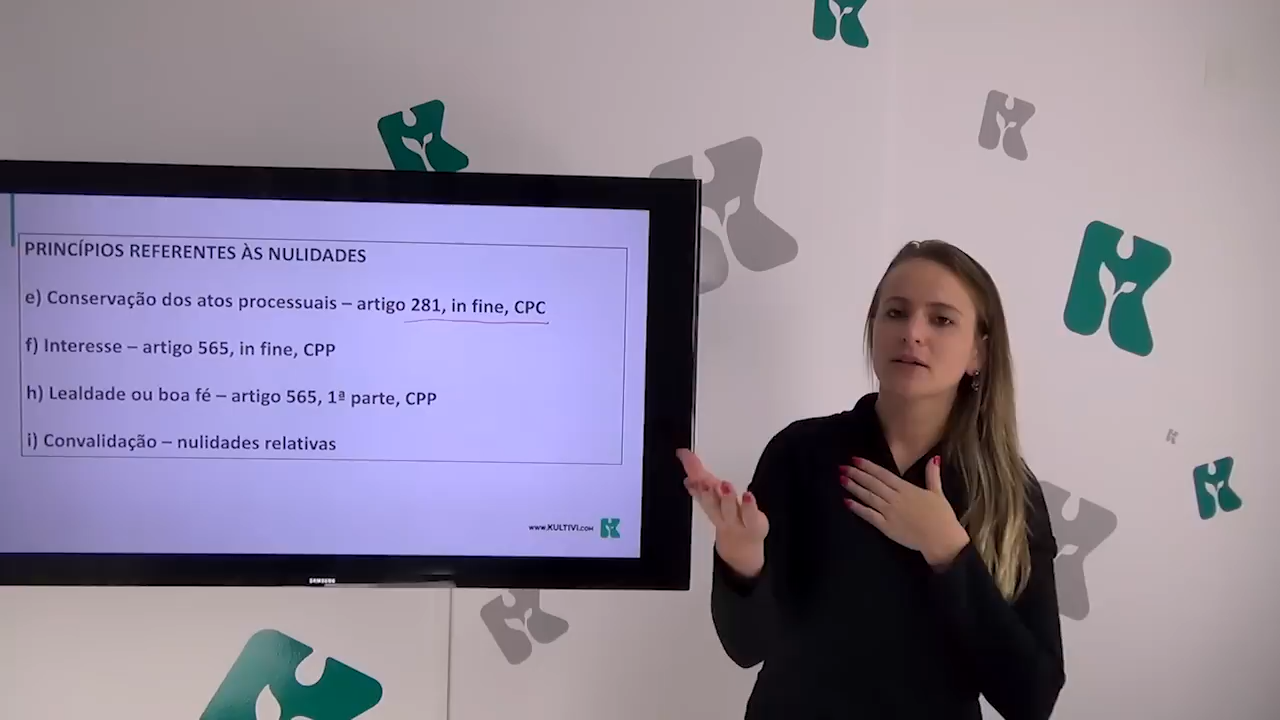 PRINCÍPIOS REFERENTES ÀS NULIDADES
e) Conservação dos atos processuais – artigo 281, in fine, CPC
f) Interesse – artigo 565, in fine, CPP
h) Lealdade ou boa fé – artigo 565, 1ª parte, CPP
i) Convalidação – nulidades relativas
www.KULTIVI.com
SAMSUNG